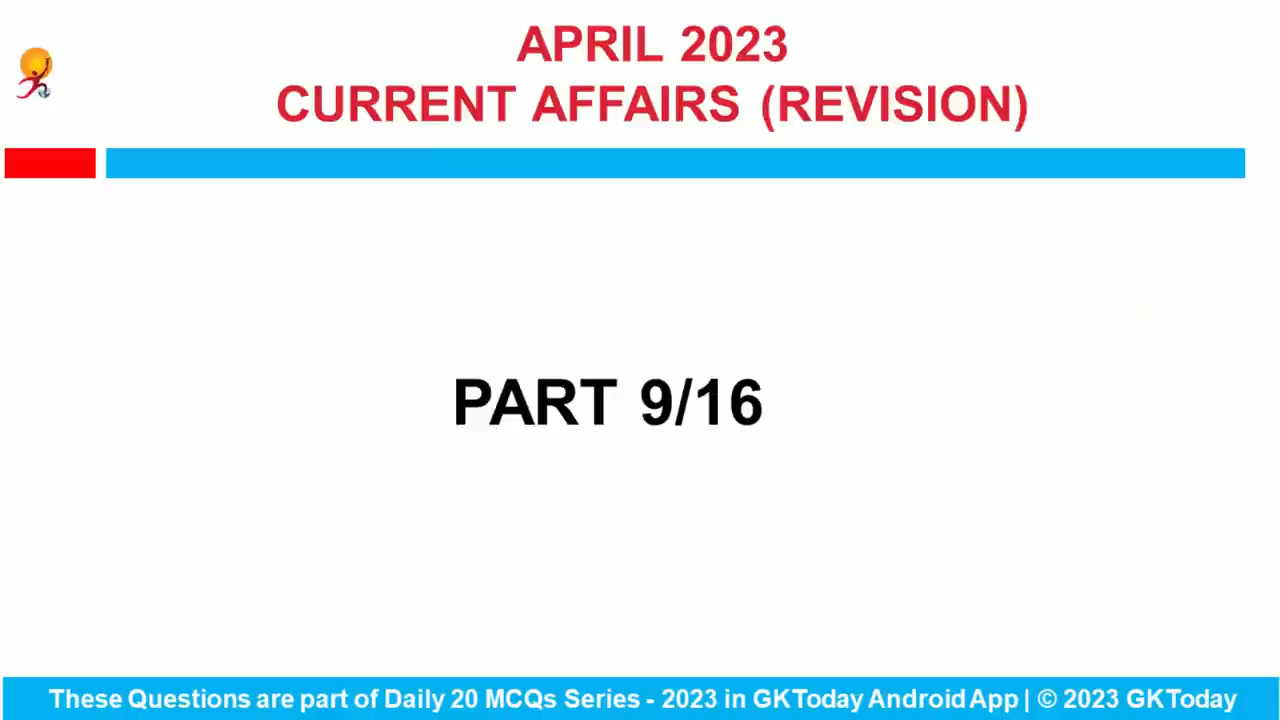 APRIL 2023
CURRENT AFFAIRS (REVISION)
PART 9/16
These Questions are part of Daily 20 MCQs Series - 2023 in GKToday Android App | © 2023 GKToday